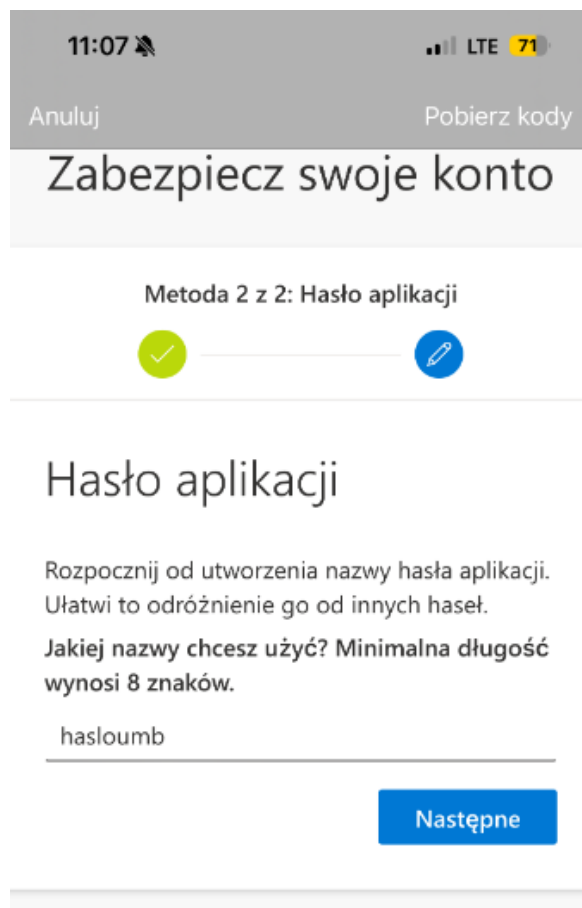 11:07 LTE 71
Anuluj Pobierz kody
Zabezpiecz swoje konto
Metoda 2 z 2: Hasło aplikacji
Hasło aplikacji
Rozpocznij od utworzenia nazwy hasła aplikacji.
Ułatwi to odróżnienie go od innych haseł.
Jakiej nazwy chcesz użyć? Minimalna długość
wynosi 8 znaków.
hasloumb
Następne